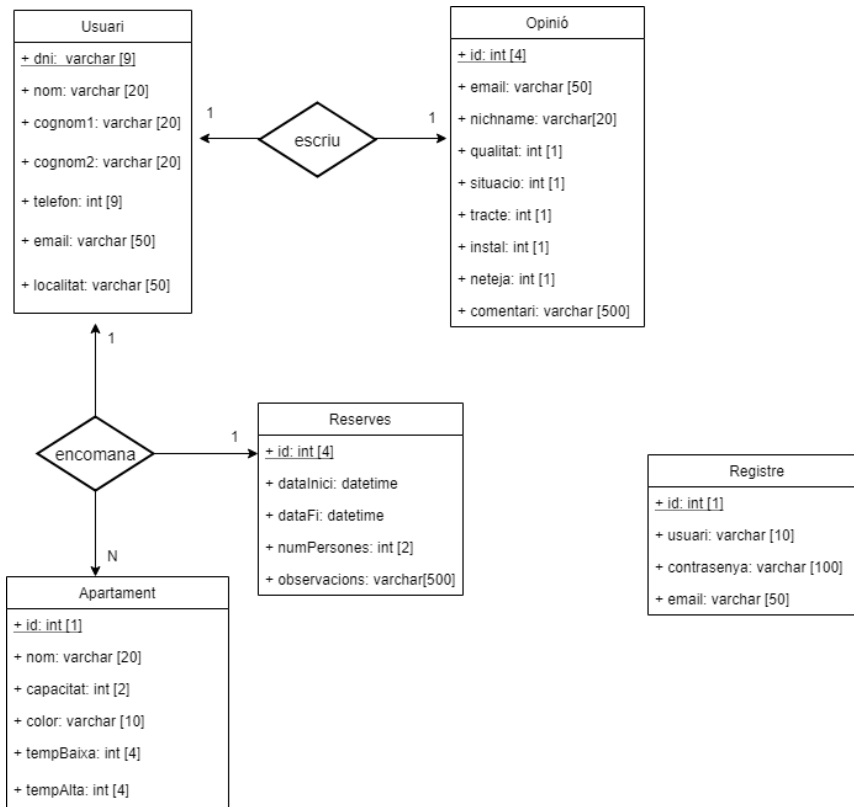 Usuari
+ dni: varchar [9]
+ nom: varchar [20]
+ cognom1: varchar [20]
+ cognom2: varchar [20]
+ telefon: int [9]
+ email: varchar [50]
+ localitat: varchar [50]
1
escriu
1
Opinió
+ id: int [4]
+ email: varchar [50]
+ nichname: varchar[20]
+ qualitat: int [1]
+ situacio: int [1]
+ tracte: int [1]
+ instal: int [1]
+ neteja: int [1]
+ comentari: varchar [500]
1
encomana
1
N
Reserves
+ id: int [4]
+ dataInici: datetime
+ dataFi: datetime
+ numPersones: int [2]
+ observacions: varchar[500]
Registre
+ id: int [1]
+ usuari: varchar [10]
+ contrasenya: varchar [100]
+ email: varchar [50]
Apartament
+ id: int [1]
+ nom: varchar [20]
+ capacitat: int [2]
+ color: varchar [10]
+ tempBaixa: int [4]
+ tempAlta: int [4]